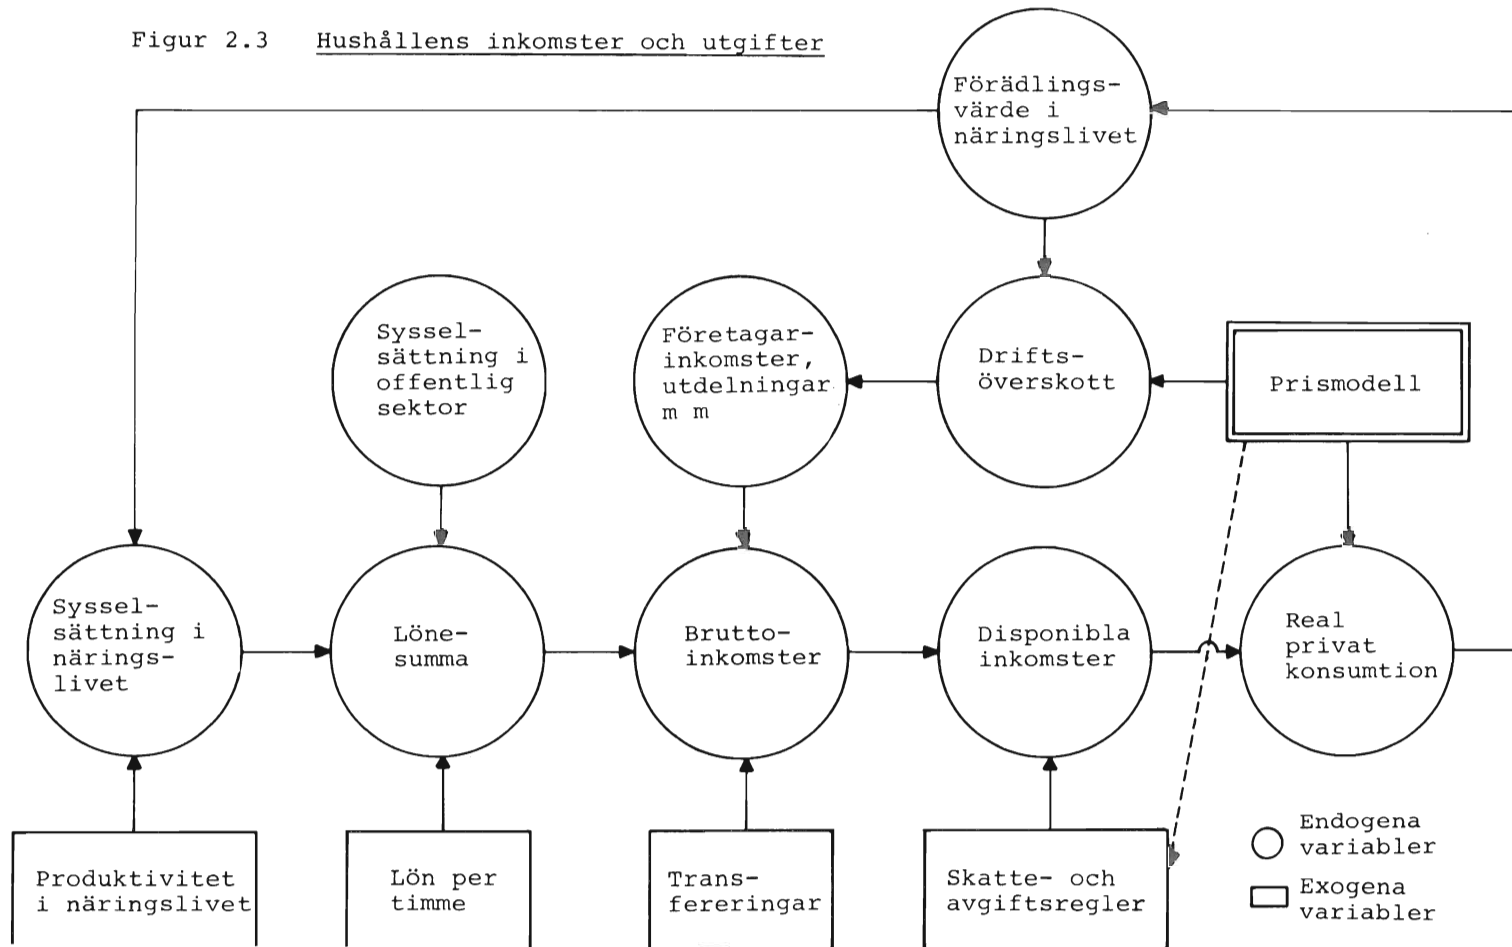 Figur 2.3 Hushållens inkomster och utgifter
Förädlings-
värde i
näringslivet
Syssel-
sättning i
offentlig
sektor
Företagar-
inkomster,
utdelningar
m m
Drifts-
överskott
Prismodell
Syssel-
sättning i
närings-
livet
Löne-
summa
Brutto-
inkomster
Disponibla
inkomster
Real
privat
konsumtion
Produktivitet
i näringslivet
Lön per
timme
Trans-
fereringar
Skatte- och
avgiftsregler
Endogena
variabler
Exogena
variabler